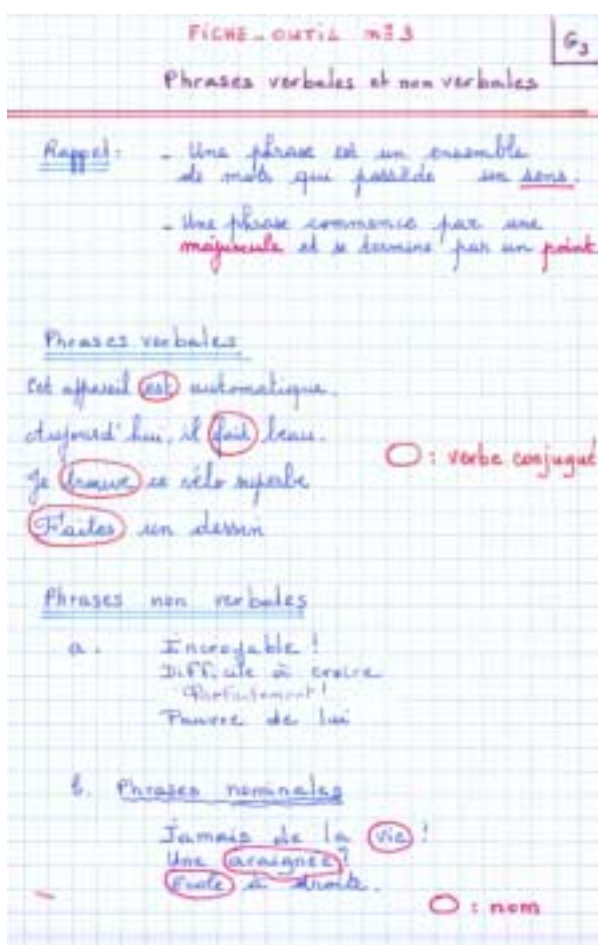 FICHE-OUTIL n°3
G3
Phrases verbales et non verbales
Rappel: - Une phrase est un ensemble
de mots qui possède un sens.
- Une phrase commence par une
majuscule et se termine par un point
Phrases verbales
Cet appareil est automatique.
Aujourd'hui, il fait beau.
O : verbe conjugué
Je trouve ce vélo superbe
Faites un dessin
Phrases non verbales
a. Incroyable !
Difficile à croire
Parfaitement !
Pauvre de lui
b. Phrases nominales
Jamais de la vie !
Une araignée ?
à droite.
O : nom